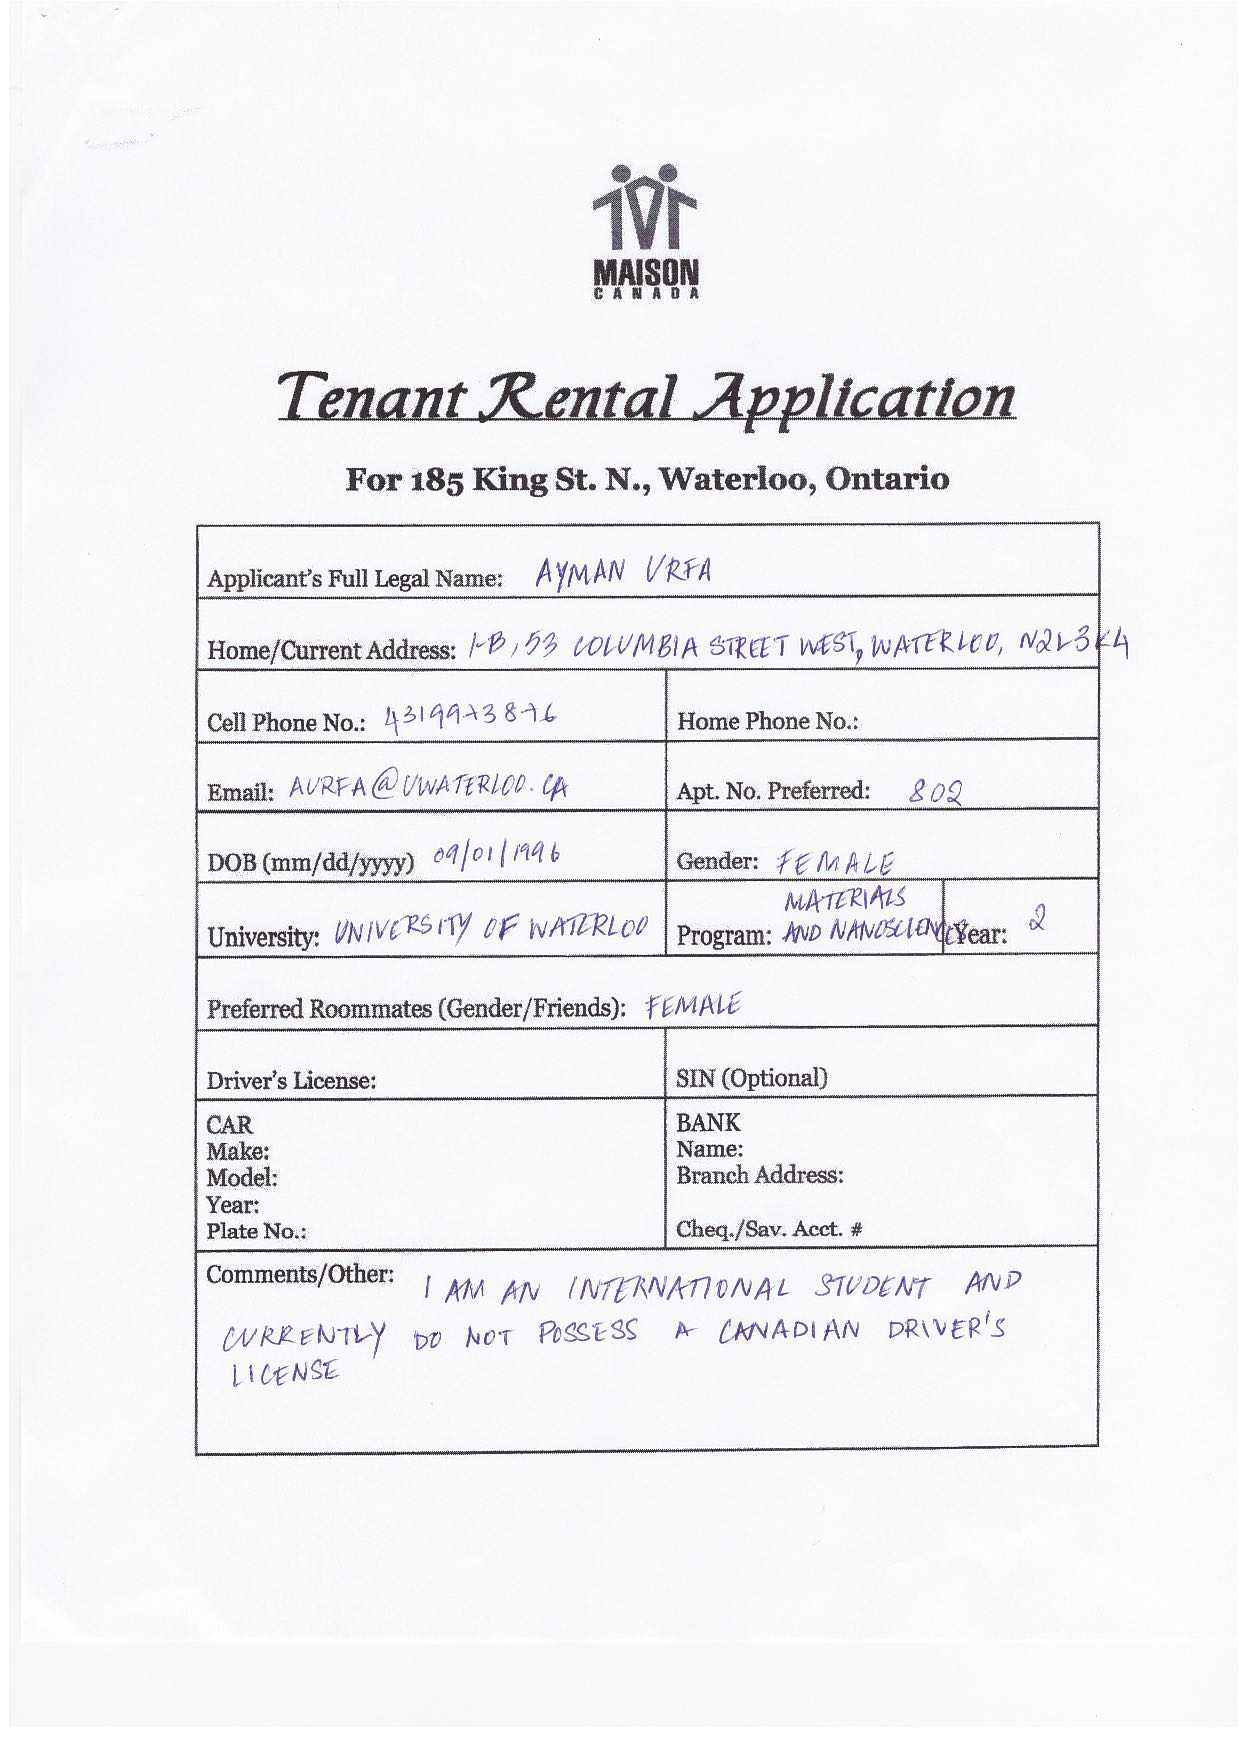 MAISON
CANADA
Tenant Rental Application
For 185 King St. N., Waterloo, Ontario
Applicant's Full Legal Name: AYMAN URFA
Home/Current Address: 1-B, 53 COLUMBIA STREET WEST, WATERLOO, N2L3K4
Cell Phone No.: 4319973876 Home Phone No.:
Email: AURFA@UWATERLOO.CA Apt. No. Preferred: 802
DOB (mm/dd/yyyy) 09/01/1996 Gender: FEMALE
MATERIALS
University: UNIVERSITY OF WATERLOO Program: AND NANOSCIENCE Year: 2
Preferred Roommates (Gender/Friends): FEMALE
Driver's License: SIN (Optional)
CAR
Make:
Model:
Year:
Plate No.:
BANK
Name:
Branch Address:
Cheq./Sav. Acct. #
Comments/Other: I AM AN INTERNATIONAL STUDENT AND
CURRENTLY DO NOT POSSESS A CANADIAN DRIVER'S
LICENSE